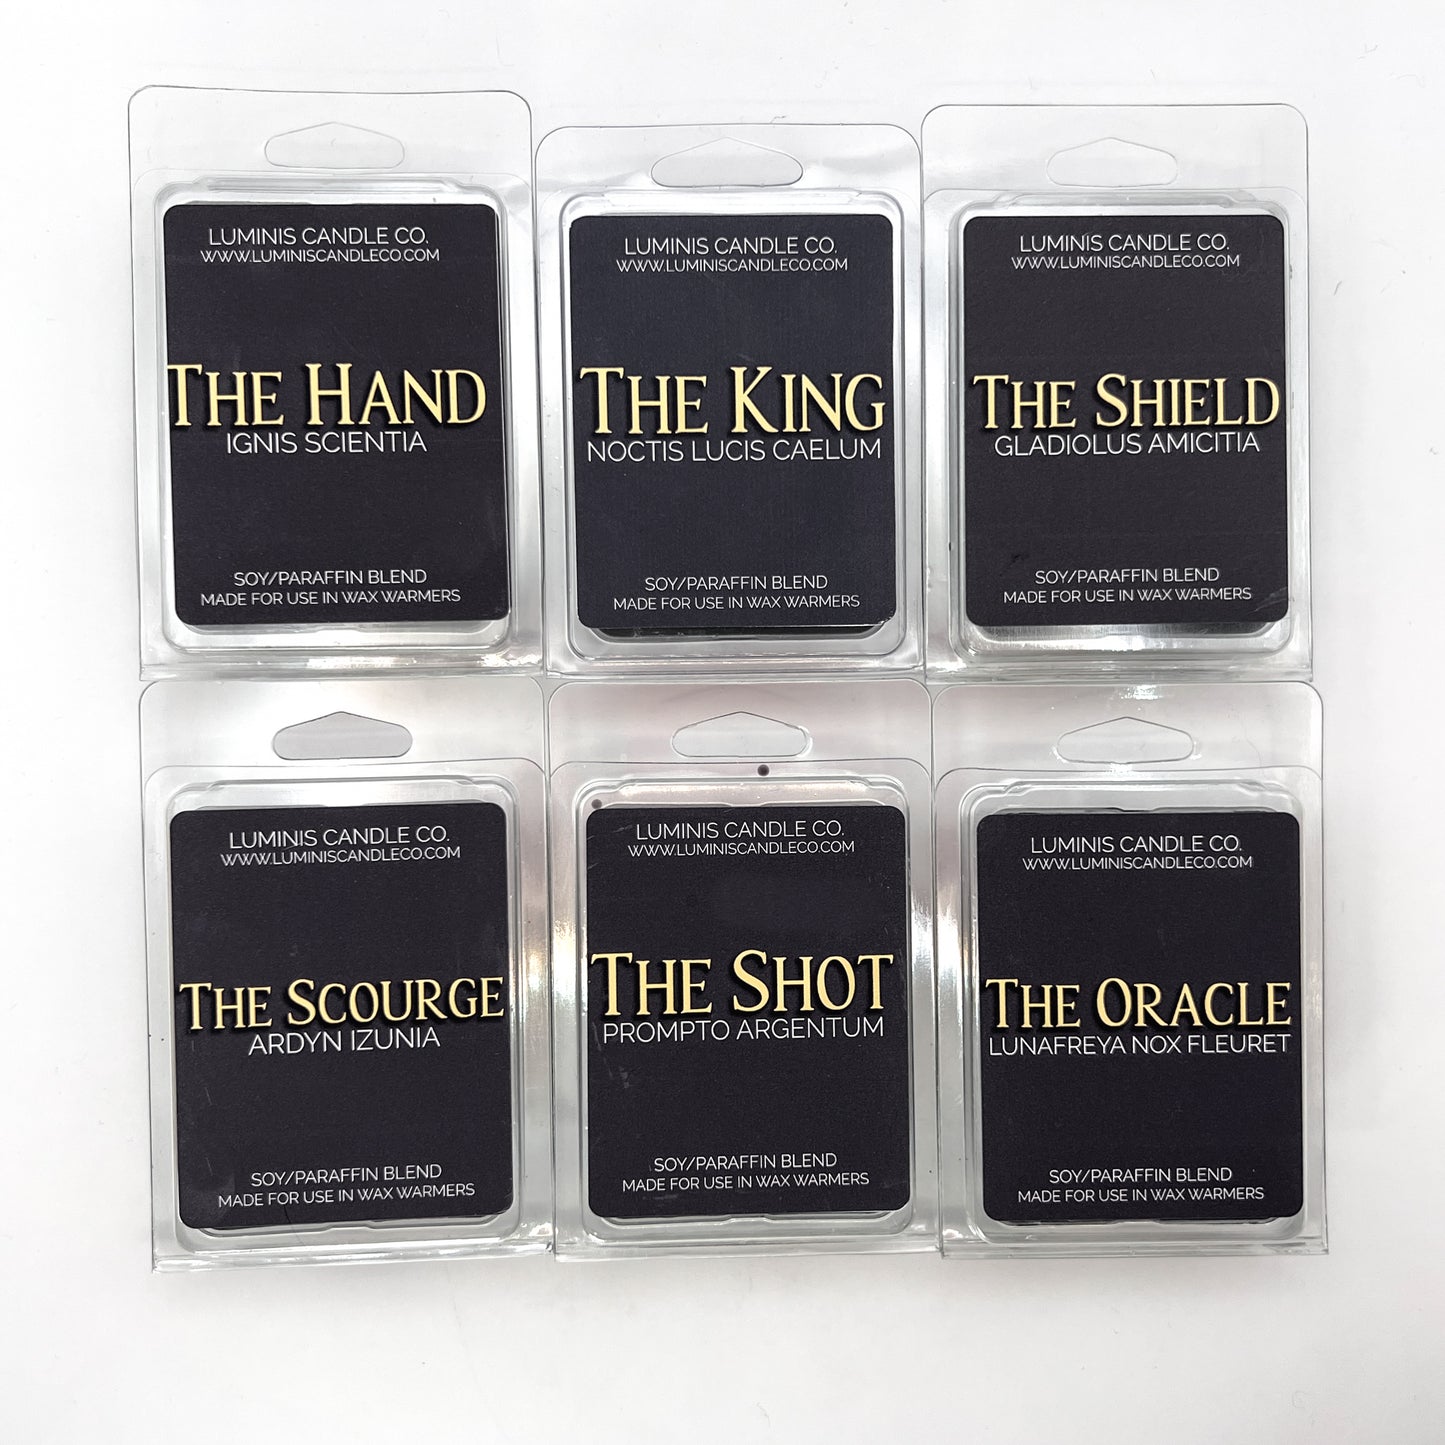 LUMINIS CANDLE CO.
WWW.LUMINISCANDLECO.COM
THE HAND
IGNIS SCIENTIA
SOY/PARAFFIN BLEND
MADE FOR USE IN WAX WARMERS
LUMINIS CANDLE CO.
WWW.LUMINISCANDLECO.COM
THE KING
NOCTIS LUCIS CAELUM
SOY/PARAFFIN BLEND
MADE FOR USE IN WAX WARMERS
LUMINIS CANDLE CO.
WWW.LUMINISCANDLECO.COM
THE SHIELD
GLADIOLUS AMICITIA
SOY/PARAFFIN BLEND
MADE FOR USE IN WAX WARMERS
LUMINIS CANDLE CO.
WWW.LUMINISCANDLECO.COM
THE SCOURGE
ARDYN IZUNIA
SOY/PARAFFIN BLEND
MADE FOR USE IN WAX WARMERS
LUMINIS CANDLE CO.
WWW.LUMINISCANDLECO.COM
THE SHOT
PROMPTO ARGENTUM
SOY/PARAFFIN BLEND
MADE FOR USE IN WAX WARMERS
LUMINIS CANDLE CO.
WWW.LUMINISCANDLECO.COM
THE ORACLE
LUNAFREYA NOX FLEURET
SOY/PARAFFIN BLEND
MADE FOR USE IN WAX WARMERS